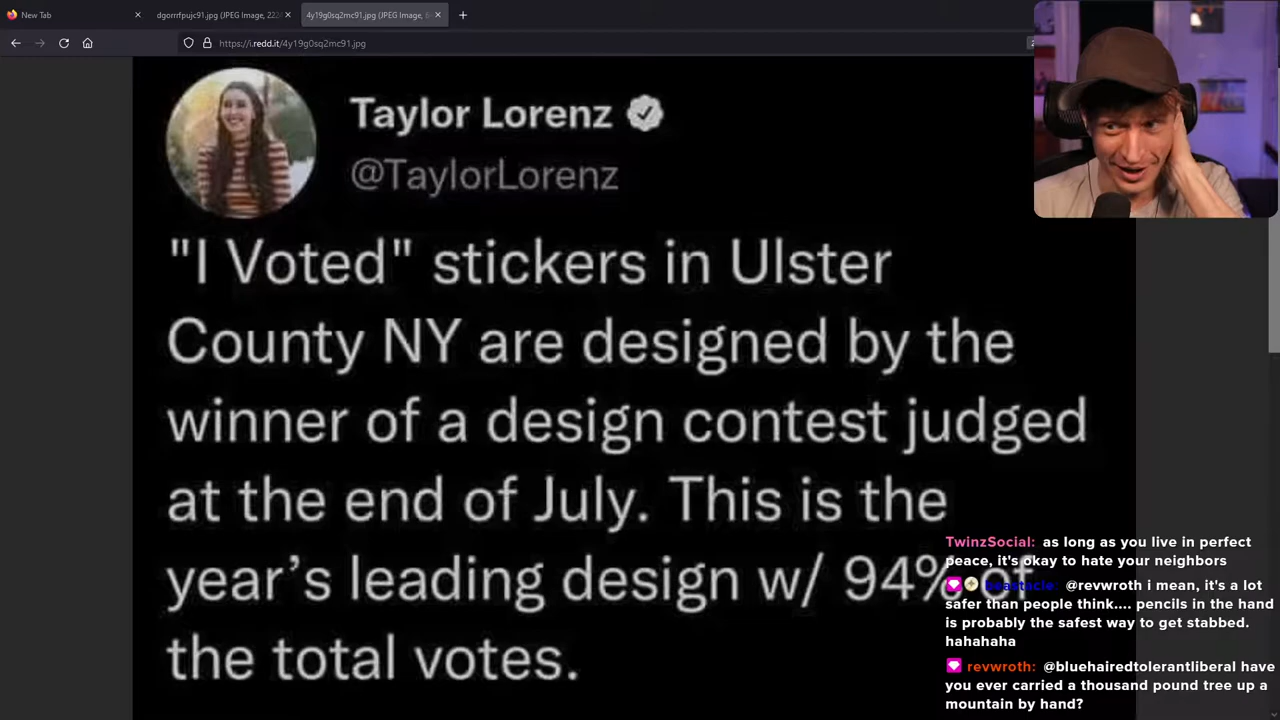 New Tab
dgorrrfpujc91.jpg (JPEG Image, 222
4y19g0sq2mc91.jpg (JPEG Image,
https://i.redd.it/4y19g0sq2mc91.jpg
Taylor Lorenz
@TaylorLorenz
"I Voted" stickers in Ulster
County NY are designed by the
winner of a design contest judged
at the end of July. This is the
year’s leading design w/ 94% of
the total votes.
TwinzSocial: as long as you live in perfect
peace, it's okay to hate your neighbors
beastacle: @revwroth i mean, it's a lot
safer than people think.... pencils in the hand
is probably the safest way to get stabbed.
hahahaha
revwroth: @bluehairedtolerantliberal have
you ever carried a thousand pound tree up a
mountain by hand?